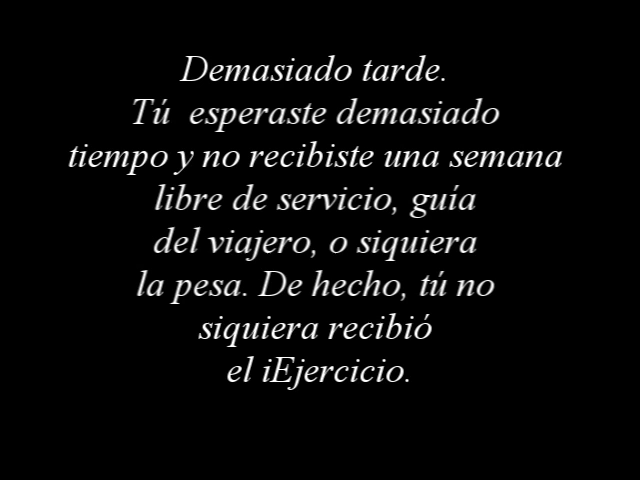 Demasiado tarde.
Tú esperaste demasiado
tiempo y no recibiste una semana
libre de servicio, guía
del viajero, o siquiera
la pesa. De hecho, tú no
siquiera recibió
el iEjercicio.